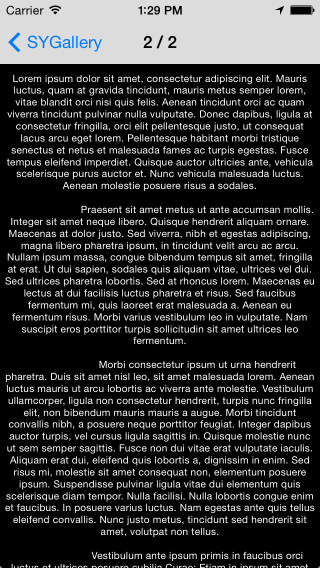 Carrier 1:29 PM
SYGallery 2 / 2
Lorem ipsum dolor sit amet, consectetur adipiscing elit. Mauris
luctus, quam at gravida tincidunt, mauris metus semper lorem,
vitae blandit orci nisi quis felis. Aenean tincidunt orci ac quam
viverra tincidunt pulvinar nulla vulputate. Donec dapibus, ligula at
consectetur fringilla, orci elit pellentesque justo, ut consequat
lacus arcu eget lorem. Pellentesque habitant morbi tristique
senectus et netus et malesuada fames ac turpis egestas. Fusce
tempus eleifend imperdiet. Quisque auctor ultricies ante, vehicula
scelerisque purus auctor et. Nunc vehicula malesuada luctus.
Aenean molestie posuere risus a sodales.
Praesent sit amet metus ut ante accumsan mollis.
Integer sit amet neque libero. Quisque hendrerit aliquam ornare.
Maecenas at dolor justo. Sed viverra, nibh et egestas adipiscing,
magna libero pharetra ipsum, in tincidunt velit arcu ac arcu.
Nullam ipsum massa, congue bibendum tempus sit amet, fringilla
at erat. Ut dui sapien, sodales quis aliquam vitae, ultrices vel dui.
Sed ultrices pharetra lobortis. Sed at rhoncus lorem. Maecenas eu
lectus at dui facilisis luctus pharetra et risus. Sed faucibus
fermentum mi, quis laoreet erat malesuada a. Aenean eu
fermentum risus. Morbi varius vestibulum leo in vulputate. Nam
suscipit eros porttitor turpis sollicitudin sit amet ultrices leo
fermentum.
Morbi consectetur ipsum ut urna hendrerit
pharetra. Duis sit amet nisl leo, sit amet malesuada lorem. Aenean
luctus mauris ut arcu lobortis ac viverra ante molestie. Vestibulum
ullamcorper, ligula non consectetur hendrerit, turpis nunc fringilla
elit, non bibendum mauris mauris a augue. Morbi tincidunt
convallis nibh, a posuere neque porttitor feugiat. Integer dapibus
auctor turpis, vel cursus ligula sagittis in. Quisque molestie nunc
ut sem semper sagittis. Fusce non dui vitae erat vulputate iaculis.
Aliquam erat dui, eleifend quis lobortis a, dignissim in enim. Sed
risus mi, molestie sit amet consequat non, elementum posuere
ipsum. Suspendisse pulvinar ligula vitae dui elementum quis
scelerisque diam tempor. Nulla facilisi. Nulla lobortis congue enim
et faucibus. In posuere varius luctus. Nam egestas ante quis tellus
eleifend convallis. Nunc justo metus, tincidunt sed hendrerit sit
amet, volutpat non tellus.
Vestibulum ante ipsum primis in faucibus orci
luctus et ultrices posuere cubilia Curae; Etiam in ipsum sit amet